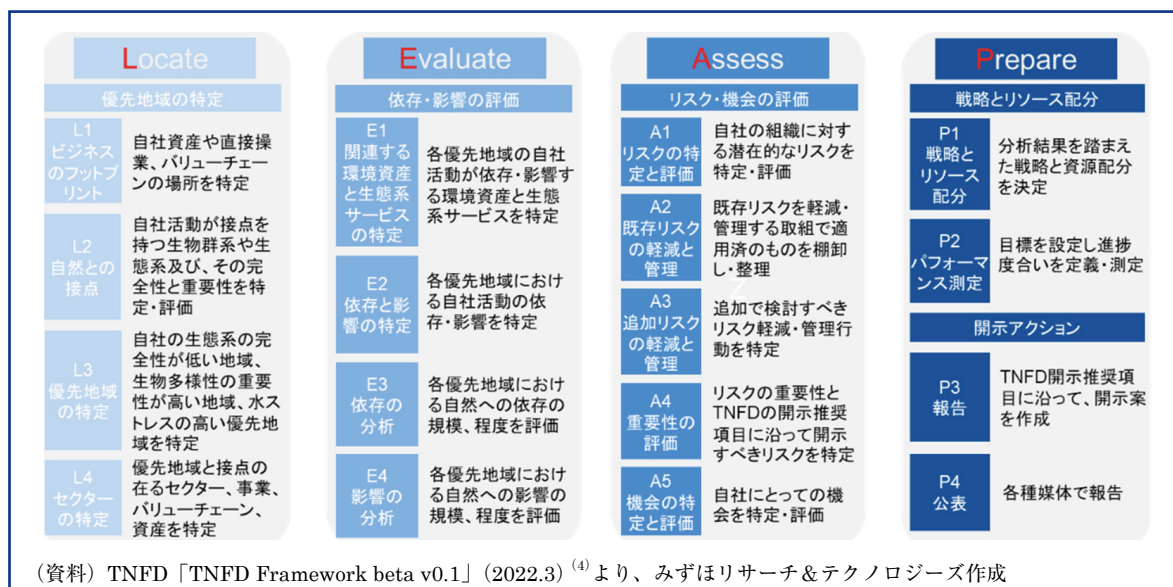 Locate
優先地域の特定
L1
ビジネス
のフットプ
リント
自社資産や直接操
業、バリューチェー
ンの場所を特定
L2
自然との
接点
自社活動が接点を
持つ生物群系や生
態系及び、その完
全性と重要性を特
定・評価
L3
優先地域
の特定
自社の生態系の完
全性が低い地域、
生物多様性の重要
性が高い地域、水ス
トレスの高い優先地
域を特定
L4
セクター
の特定
優先地域と接点の
在るセクター、事業、
バリューチェーン、
資産を特定
Evaluate
依存・影響の評価
E1
関連する
環境資産
と生態系
サービス
の特定
各優先地域の自社
活動が依存・影響す
る環境資産と生態
系サービスを特定
E2
依存と影
響の特定
各優先地域におけ
る自社活動の依
存・影響を特定
E3
依存の
分析
各優先地域におけ
る自然への依存の
規模、程度を評価
E4
影響の
分析
各優先地域におけ
る自然への影響の
規模、程度を評価
Assess
リスク・機会の評価
A1
リスクの特
定と評価
自社の組織に対す
る潜在的なリスクを
特定・評価
A2
既存リスク
の軽減と
管理
既存リスクを軽減・
管理する取組で適
用済のものを棚卸
し・整理
A3
追加リスク
の軽減と
管理
追加で検討すべき
リスク軽減・管理行
動を特定
A4
重要性の
評価
リスクの重要性と
TNFDの開示推奨
項目に沿って開示
すべきリスクを特定
A5
機会の特
定と評価
自社にとっての機
会を特定・評価
Prepare
戦略とリソース配分
P1
戦略と
リソース
配分
分析結果を踏まえ
た戦略と資源配分
を決定
P2
パフォーマ
ンス測定
目標を設定し進捗
度合いを定義・測定
開示アクション
P3
報告
TNFD開示推奨項
目に沿って、開示案
を作成
P4
公表
各種媒体で報告
(資料)TNFD「TNFD Framework beta v0.1」(2022.3)(4)より、みずほリサーチ&テクノロジーズ作成